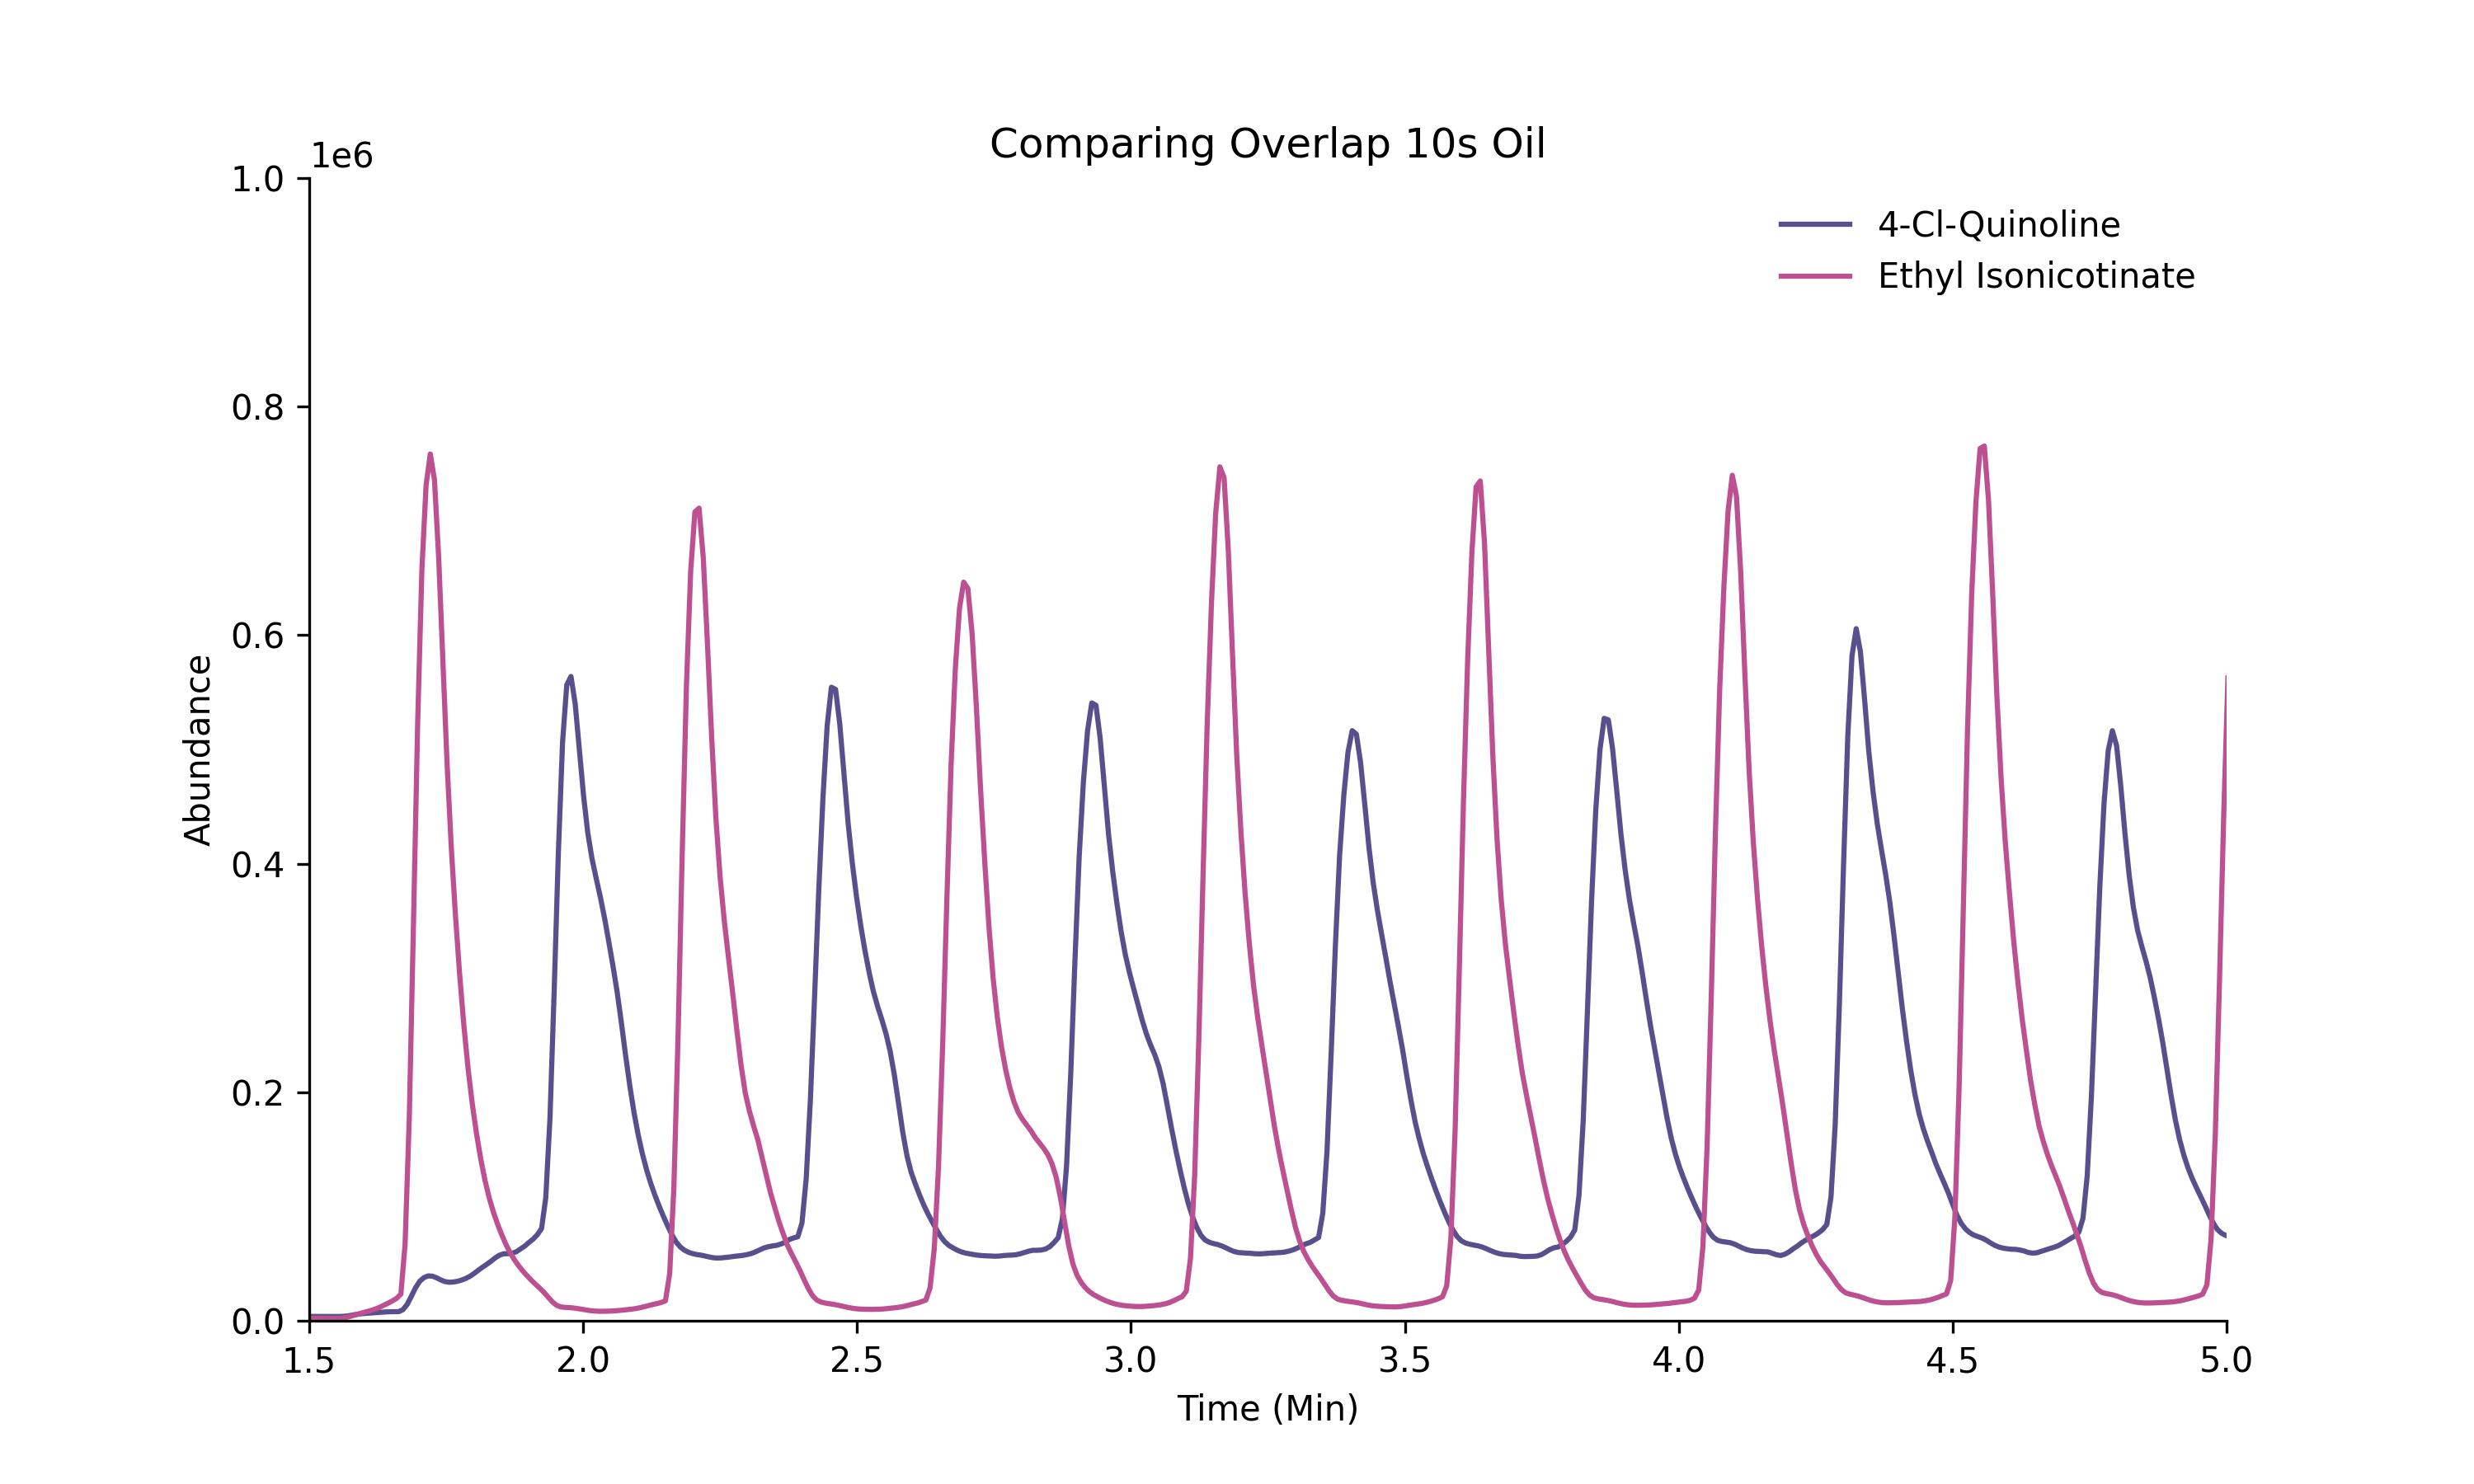 Comparing Overlap 10s Oil
1e6
1.0
0.8
0.6
0.4
0.2
0.0
Abundance
4-Cl-Quinoline
Ethyl Isonicotinate
1.5 2.0 2.5 3.0 3.5 4.0 4.5 5.0
Time (Min)